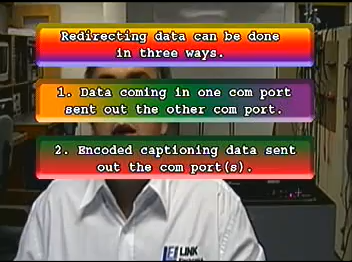 Redirecting data can be done
in three ways.
1. Data coming in one com port
sent out the other com port.
2. Encoded captioning data sent
out the com port(s).
LINK